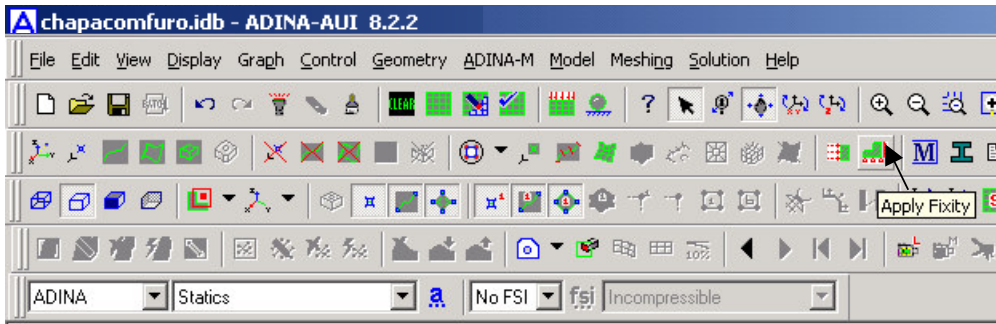 chapacomfuro.idb - ADINA-AUI 8.2.2
File Edit View Display Graph Control Geometry ADINA-M Model Meshing Solution Help
CLEAR ?
M
Apply Fixity
10%
ADINA Statics a No FSI fsi Incompressible